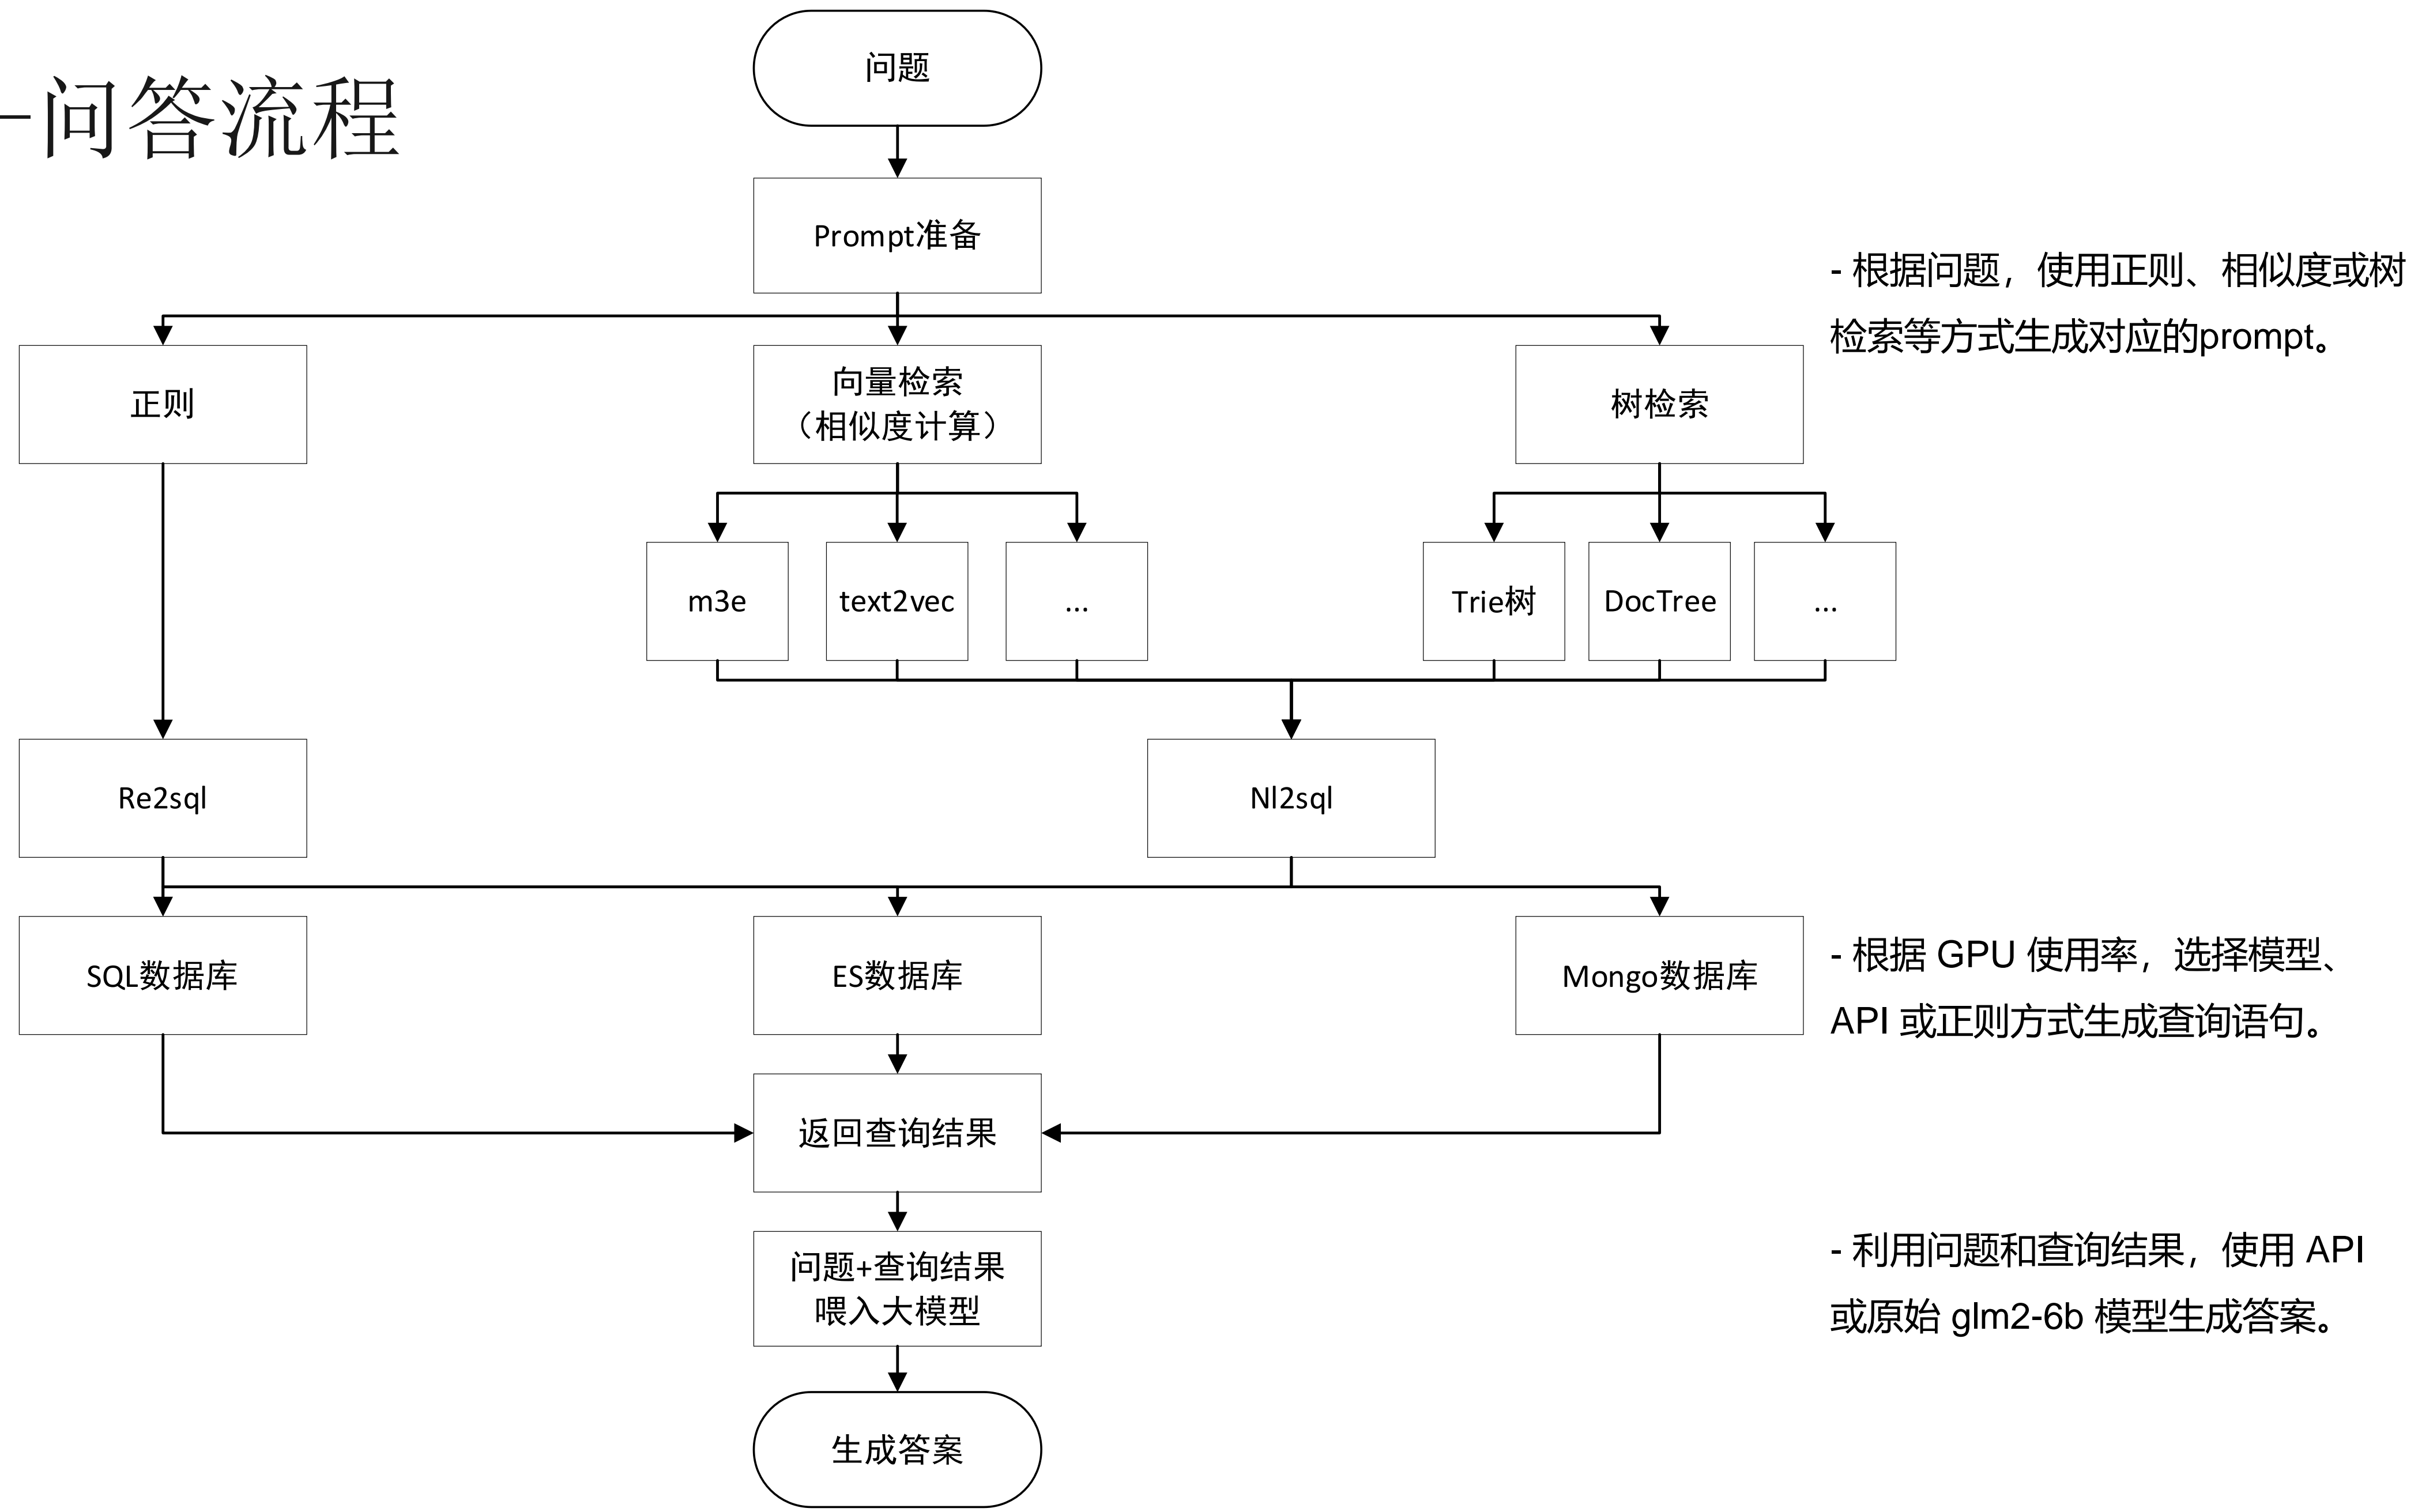 –问答流程
问题
Prompt准备
- 根据问题，使用正则、相似度或树
检索等方式生成对应的prompt。
正则
向量检索
（相似度计算）
树检索
m3e
text2vec
...
Trie树
DocTree
...
Re2sql
Nl2sql
SQL数据库
ES数据库
Mongo数据库
- 根据 GPU 使用率，选择模型、
API 或正则方式生成查询语句。
返回查询结果
问题+查询结果
喂入大模型
- 利用问题和查询结果，使用 API
或原始 glm2-6b 模型生成答案。
生成答案